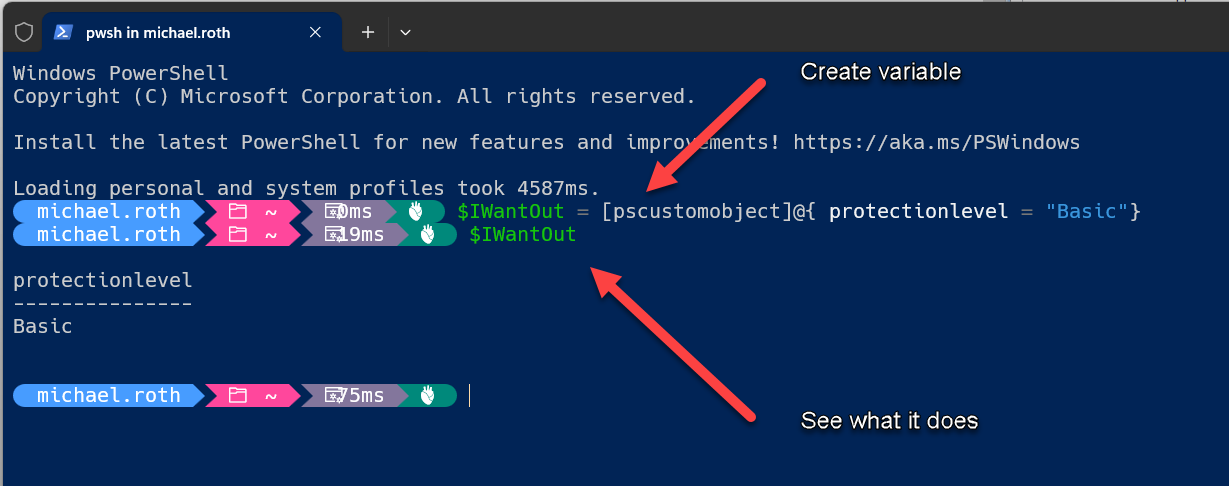 pwsh in michael.roth
Windows PowerShell
Create variable
Copyright (C) Microsoft Corporation. All rights reserved.
Install the latest PowerShell for new features and improvements! https://aka.ms/PSWindows
Loading personal and system profiles took 4587ms.
michael.roth ~ 0ms $IWantOut = [pscustomobject]@{ protectionlevel = "Basic"}
michael.roth ~ 19ms $IWantOut
protectionlevel
---------------
Basic
michael.roth ~ 75ms
See what it does